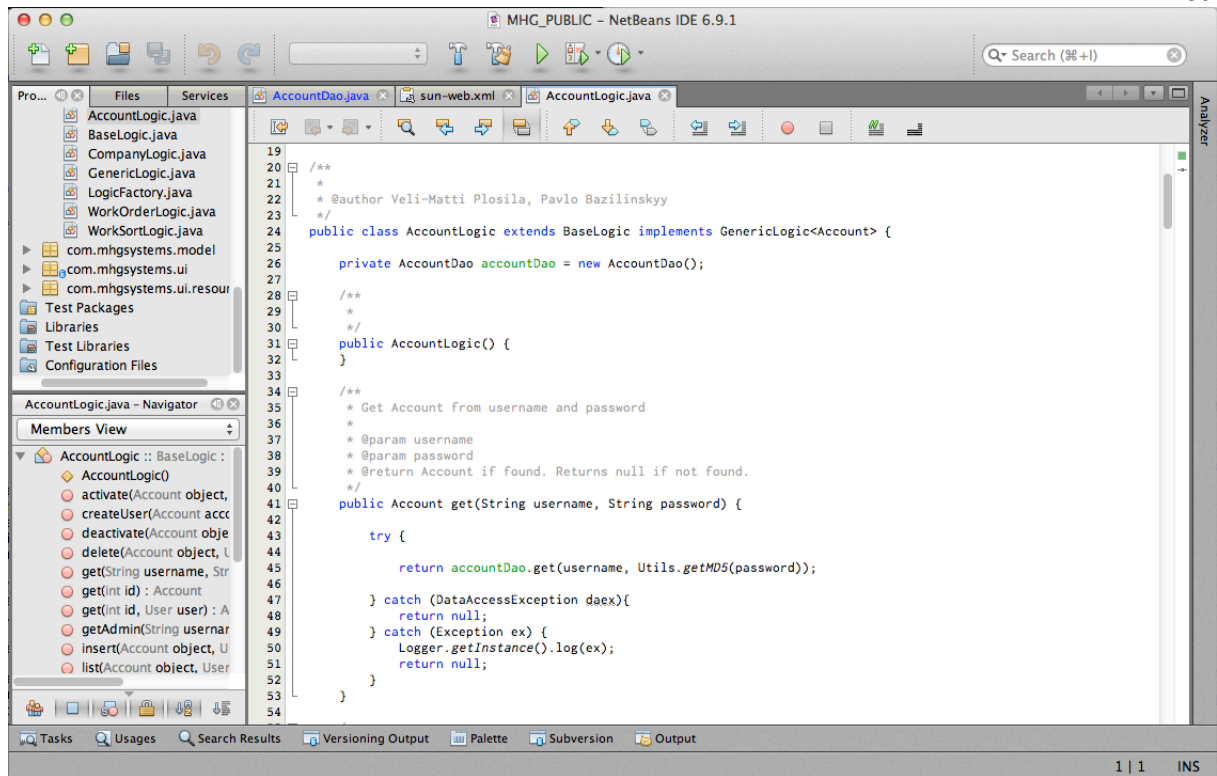 MHG_PUBLIC – NetBeans IDE 6.9.1
Search (⌘+I)
Pro...
Files
Services
AccountLogic.java
BaseLogic.java
CompanyLogic.java
GenericLogic.java
LogicFactory.java
WorkOrderLogic.java
WorkSortLogic.java
com.mhgsystems.model
com.mhgsystems.ui
com.mhgsystems.ui.resour
Test Packages
Libraries
Test Libraries
Configuration Files
AccountLogic.java – Navigator
Members View
AccountLogic :: BaseLogic :
AccountLogic()
activate(Account object,
createUser(Account acco
deactivate(Account obje
delete(Account object, U
get(String username, Str
get(int id) : Account
get(int id, User user) : A
getAdmin(String usernar
insert(Account object, U
list(Account object, User
AccountDao.java
sun-web.xml
AccountLogic.java
Analyzer
19
20 /**
21 *
22 * @author Veli-Matti Plosila, Pavlo Bazilinskyy
23 */
24 public class AccountLogic extends BaseLogic implements GenericLogic<Account> {
25
26 private AccountDao accountDao = new AccountDao();
27
28 /**
29 *
30 */
31 public AccountLogic() {
32 }
33
34 /**
35 * Get Account from username and password
36 *
37 * @param username
38 * @param password
39 * @return Account if found. Returns null if not found.
40 */
41 public Account get(String username, String password) {
42
43 try {
44
45 return accountDao.get(username, Utils.getMD5(password));
46
47 } catch (DataAccessException daex){
48 return null;
49 } catch (Exception ex) {
50 Logger.getInstance().log(ex);
51 return null;
52 }
53 }
54
Tasks
Usages
Search Results
Versioning Output
Palette
Subversion
Output
1 | 1
INS